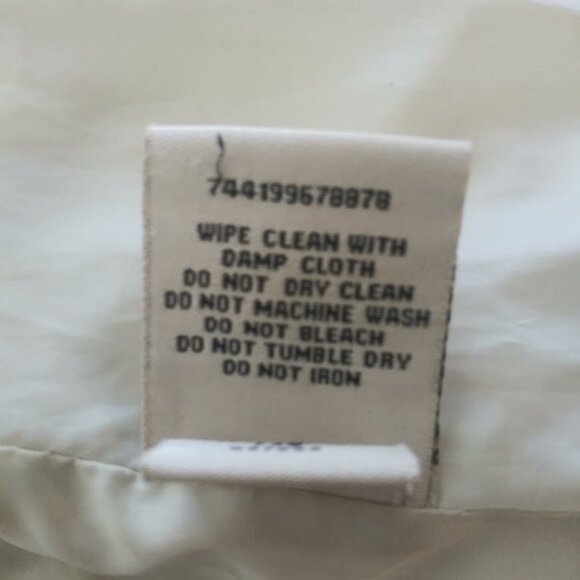 744199678878
WIPE CLEAN WITH
DAMP CLOTH
DO NOT DRY CLEAN
DO NOT MACHINE WASH
DO NOT BLEACH
DO NOT TUMBLE DRY
DO NOT IRON